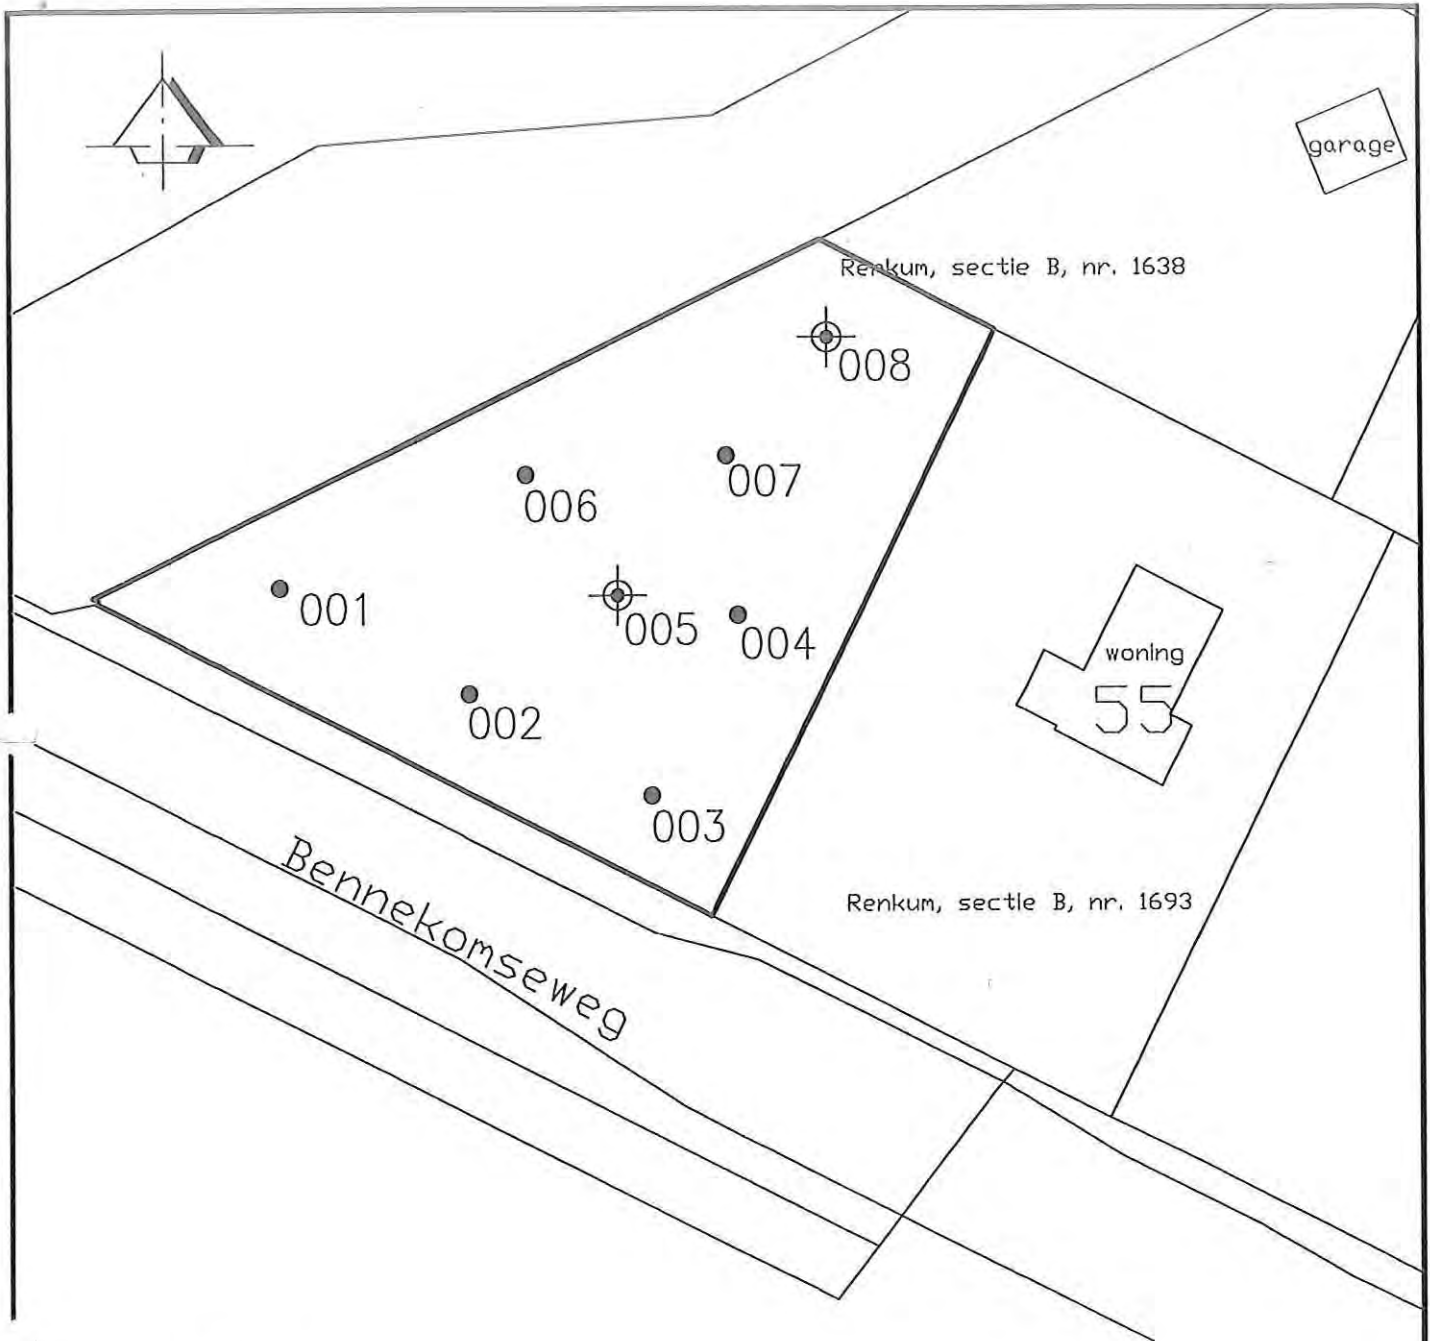 garage
Renkum, sectie B, nr. 1638
008
007
006
001
005
004
woning
55
002
003
Bennekomseweg
Renkum, sectie B, nr. 1693